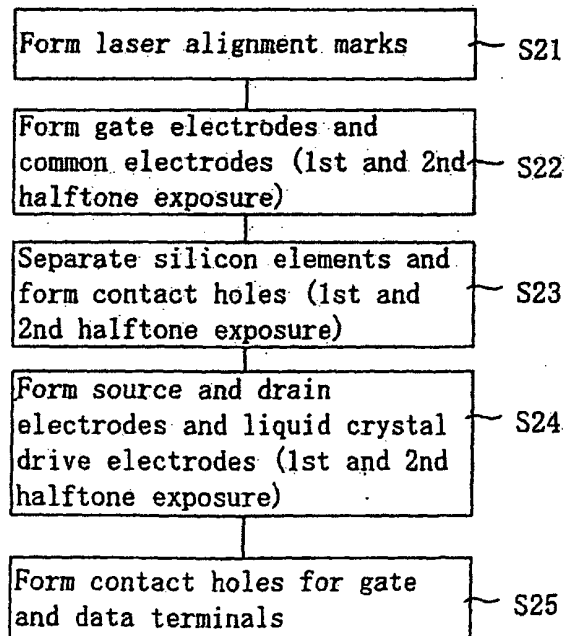 Form laser alignment marks
S21
Form gate electrodes and
common electrodes (1st and 2nd
halftone exposure)
S22
Separate silicon elements and
form contact holes (1st and
2nd halftone exposure)
S23
Form source and drain
electrodes and liquid crystal
drive electrodes (1st and 2nd
halftone exposure)
S24
Form contact holes for gate
and data terminals
S25